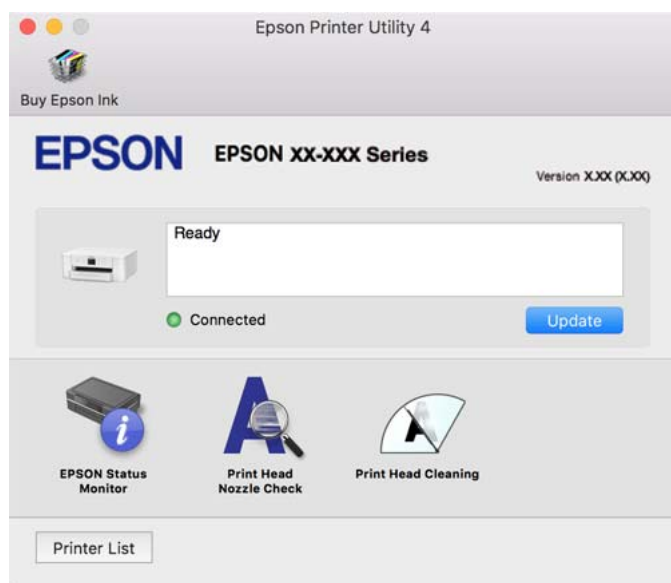 Epson Printer Utility 4
Buy Epson Ink
EPSON
EPSON XX-XXX Series
Version X.XX (X.XX)
Ready
Connected
Update
EPSON Status
Monitor
Print Head
Nozzle Check
Print Head Cleaning
Printer List